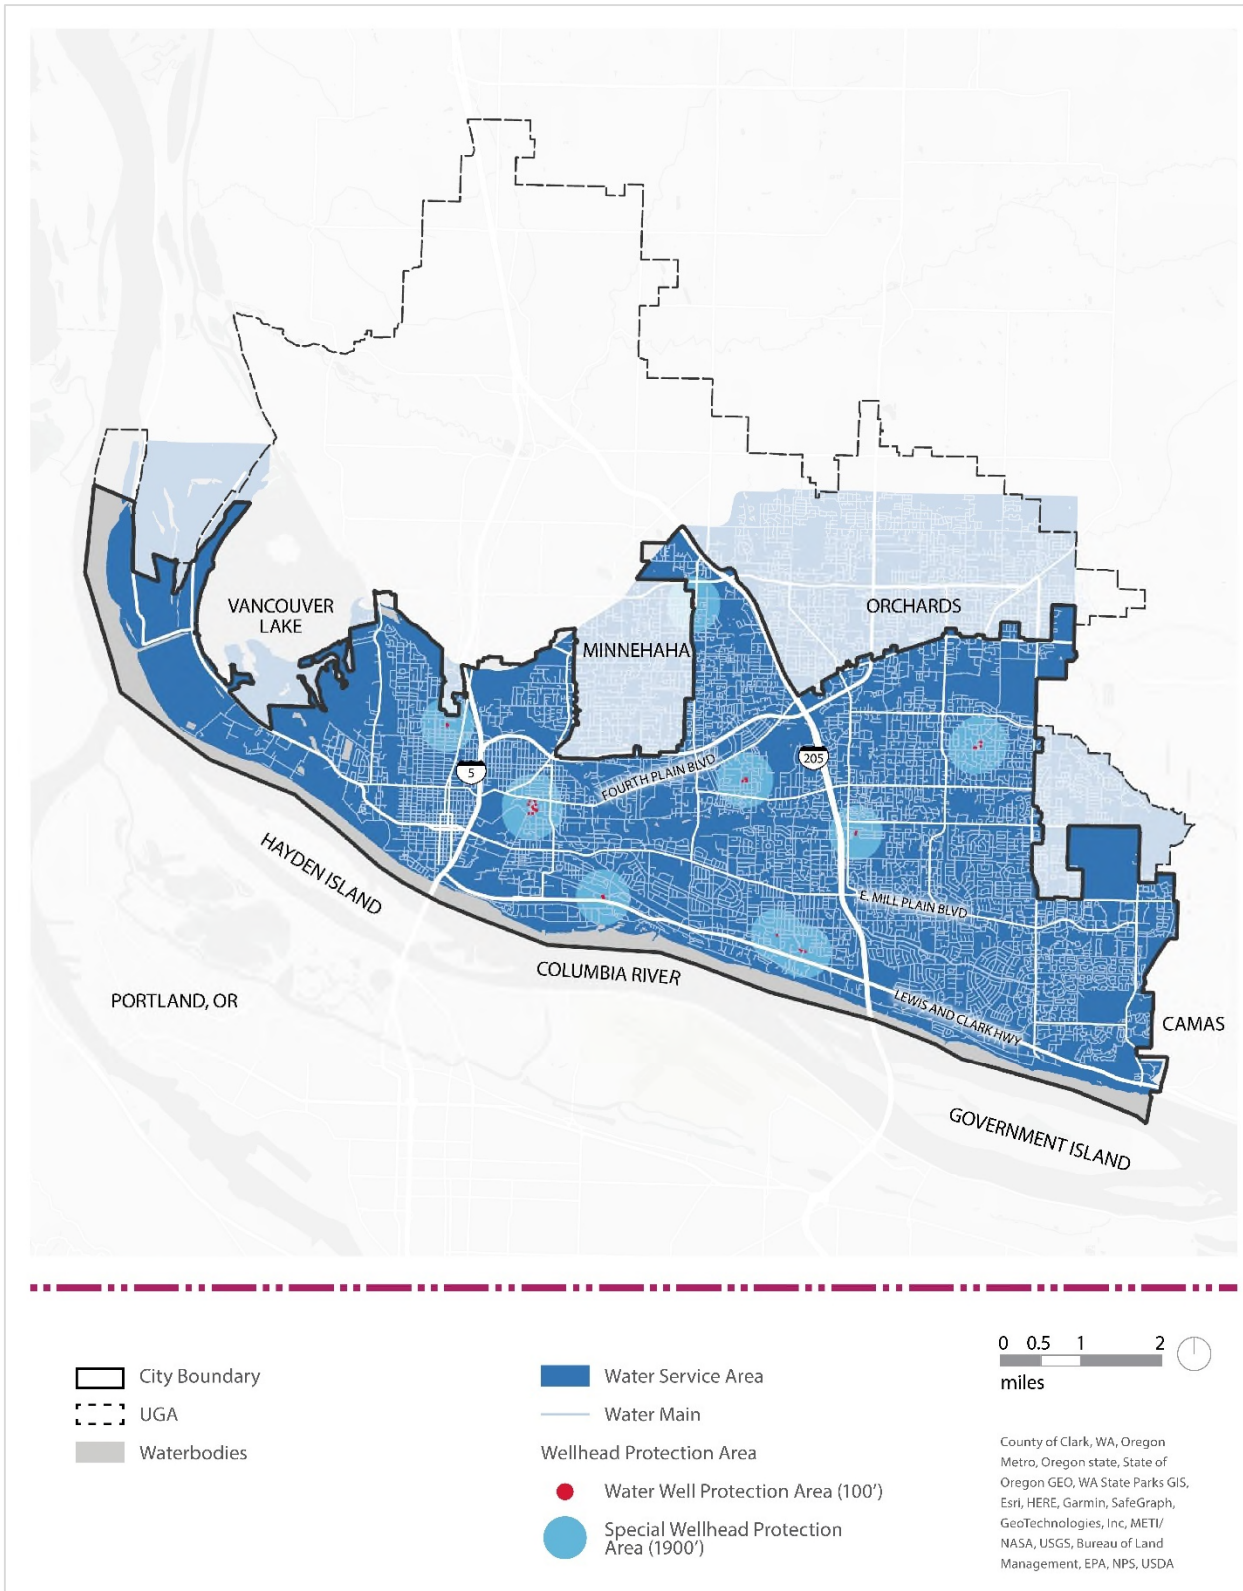 VANCOUVER
LAKE
ORCHARDS
MINNEHAHA
FOURTH PLAIN BLVD
205
5
HAYDEN ISLAND
E. MILL PLAIN BLVD
COLUMBIA RIVER
PORTLAND, OR
LEWIS AND CLARK HWY
CAMAS
GOVERNMENT ISLAND
City Boundary
UGA
Waterbodies
Water Service Area
Water Main
Wellhead Protection Area
Water Well Protection Area (100')
Special Wellhead Protection
Area (1900')
0 0.5 1 2
miles
County of Clark, WA, Oregon
Metro, Oregon state, State of
Oregon GEO, WA State Parks GIS,
Esri, HERE, Garmin, SafeGraph,
GeoTechnologies, Inc, METI/
NASA, USGS, Bureau of Land
Management, EPA, NPS, USDA